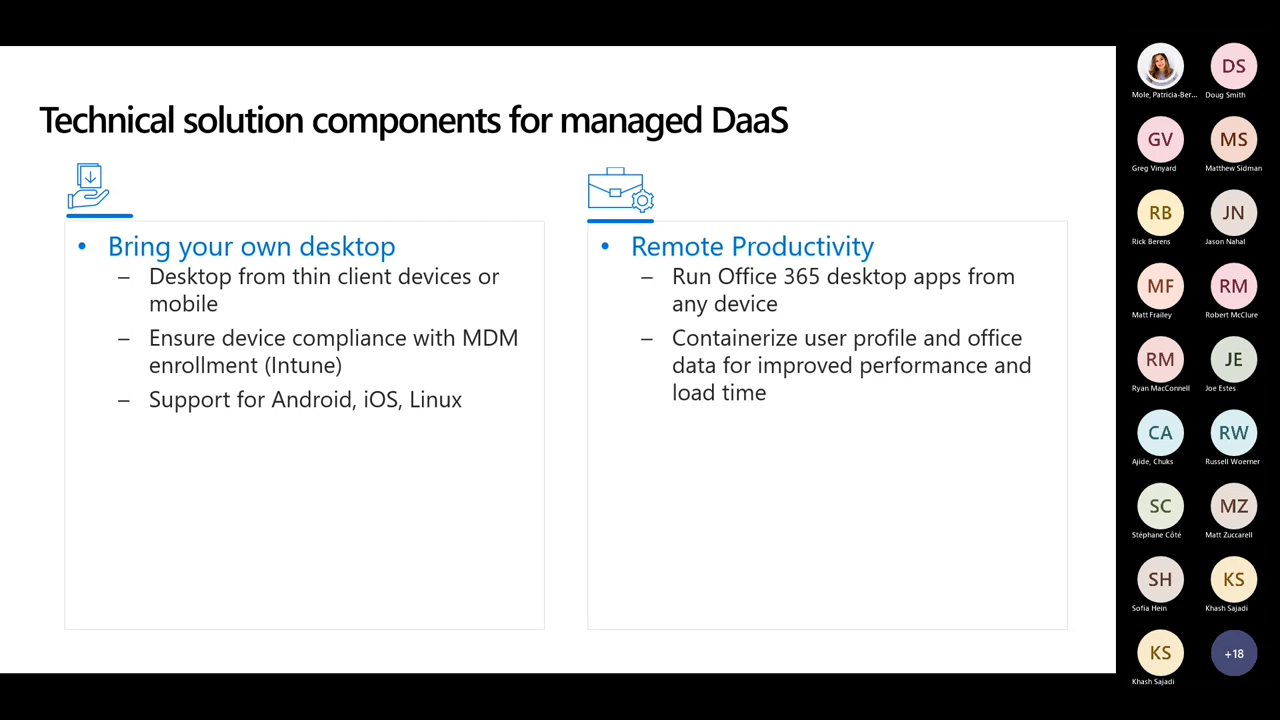 Technical solution components for managed DaaS
• Bring your own desktop
– Desktop from thin client devices or
mobile
– Ensure device compliance with MDM
enrollment (Intune)
– Support for Android, iOS, Linux
• Remote Productivity
– Run Office 365 desktop apps from
any device
– Containerize user profile and office
data for improved performance and
load time
Mole, Patricia-Ber...
DS
Doug Smith
GV
Greg Vinyard
MS
Matthew Sidman
RB
Rick Berens
JN
Jason Nahal
MF
Matt Frailey
RM
Robert McClure
RM
Ryan MacConnell
JE
Joe Estes
CA
Ajide, Chuks
RW
Russell Woerner
SC
Stéphane Côté
MZ
Matt Zuccarell
SH
Sofia Hein
KS
Khash Sajadi
KS
Khash Sajadi
+18